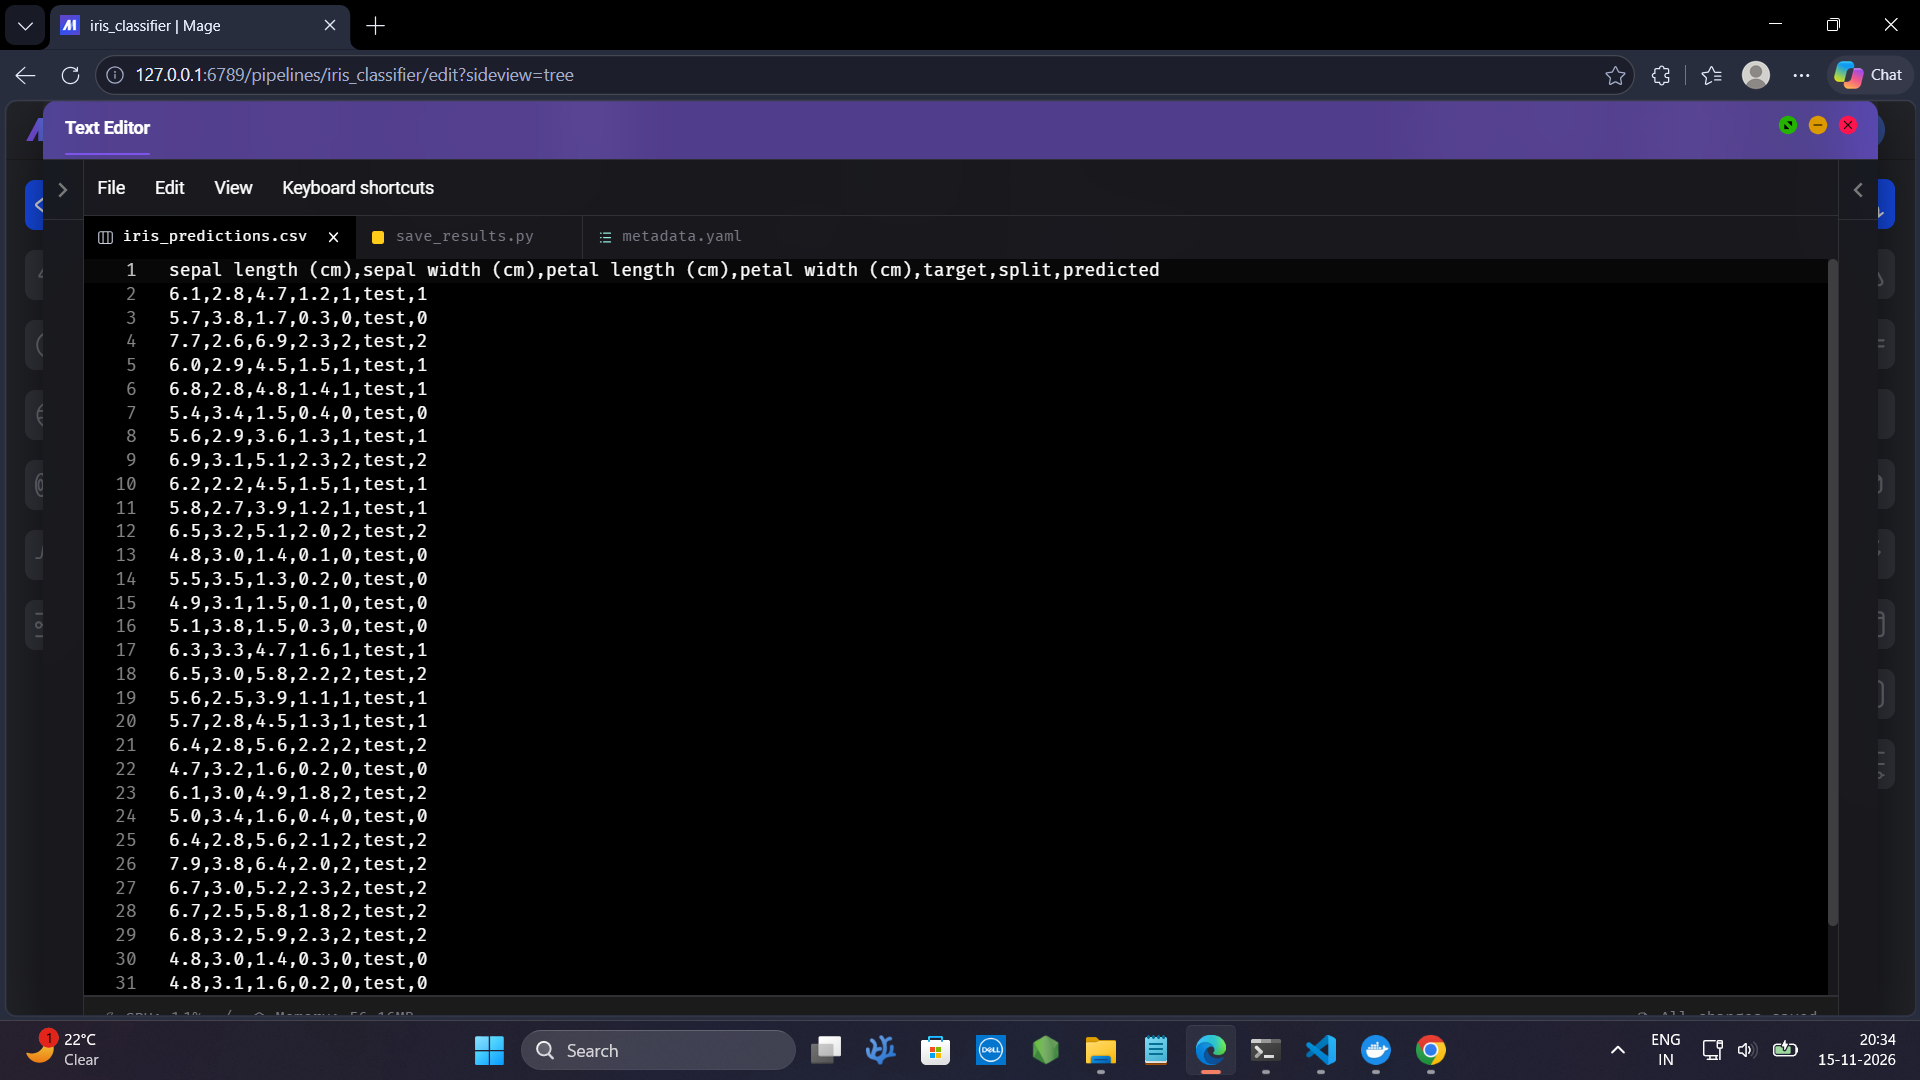 iris_classifier | Mage
127.0.0.1:6789/pipelines/iris_classifier/edit?sideview=tree
Chat
Text Editor
File Edit View Keyboard shortcuts
iris_predictions.csv save_results.py metadata.yaml
1 sepal length (cm),sepal width (cm),petal length (cm),petal width (cm),target,split,predicted
2 6.1,2.8,4.7,1.2,1,test,1
3 5.7,3.8,1.7,0.3,0,test,0
4 7.7,2.6,6.9,2.3,2,test,2
5 6.0,2.9,4.5,1.5,1,test,1
6 6.8,2.8,4.8,1.4,1,test,1
7 5.4,3.4,1.5,0.4,0,test,0
8 5.6,2.9,3.6,1.3,1,test,1
9 6.9,3.1,5.1,2.3,2,test,2
10 6.2,2.2,4.5,1.5,1,test,1
11 5.8,2.7,3.9,1.2,1,test,1
12 6.5,3.2,5.1,2.0,2,test,2
13 4.8,3.0,1.4,0.1,0,test,0
14 5.5,3.5,1.3,0.2,0,test,0
15 4.9,3.1,1.5,0.1,0,test,0
16 5.1,3.8,1.5,0.3,0,test,0
17 6.3,3.3,4.7,1.6,1,test,1
18 6.5,3.0,5.8,2.2,2,test,2
19 5.6,2.5,3.9,1.1,1,test,1
20 5.7,2.8,4.5,1.3,1,test,1
21 6.4,2.8,5.6,2.2,2,test,2
22 4.7,3.2,1.6,0.2,0,test,0
23 6.1,3.0,4.9,1.8,2,test,2
24 5.0,3.4,1.6,0.4,0,test,0
25 6.4,2.8,5.6,2.1,2,test,2
26 7.9,3.8,6.4,2.0,2,test,2
27 6.7,3.0,5.2,2.3,2,test,2
28 6.7,2.5,5.8,1.8,2,test,2
29 6.8,3.2,5.9,2.3,2,test,2
30 4.8,3.0,1.4,0.3,0,test,0
31 4.8,3.1,1.6,0.2,0,test,0
1 22°C
Clear
Search
DELL
ENG
IN
20:34
15-11-2026